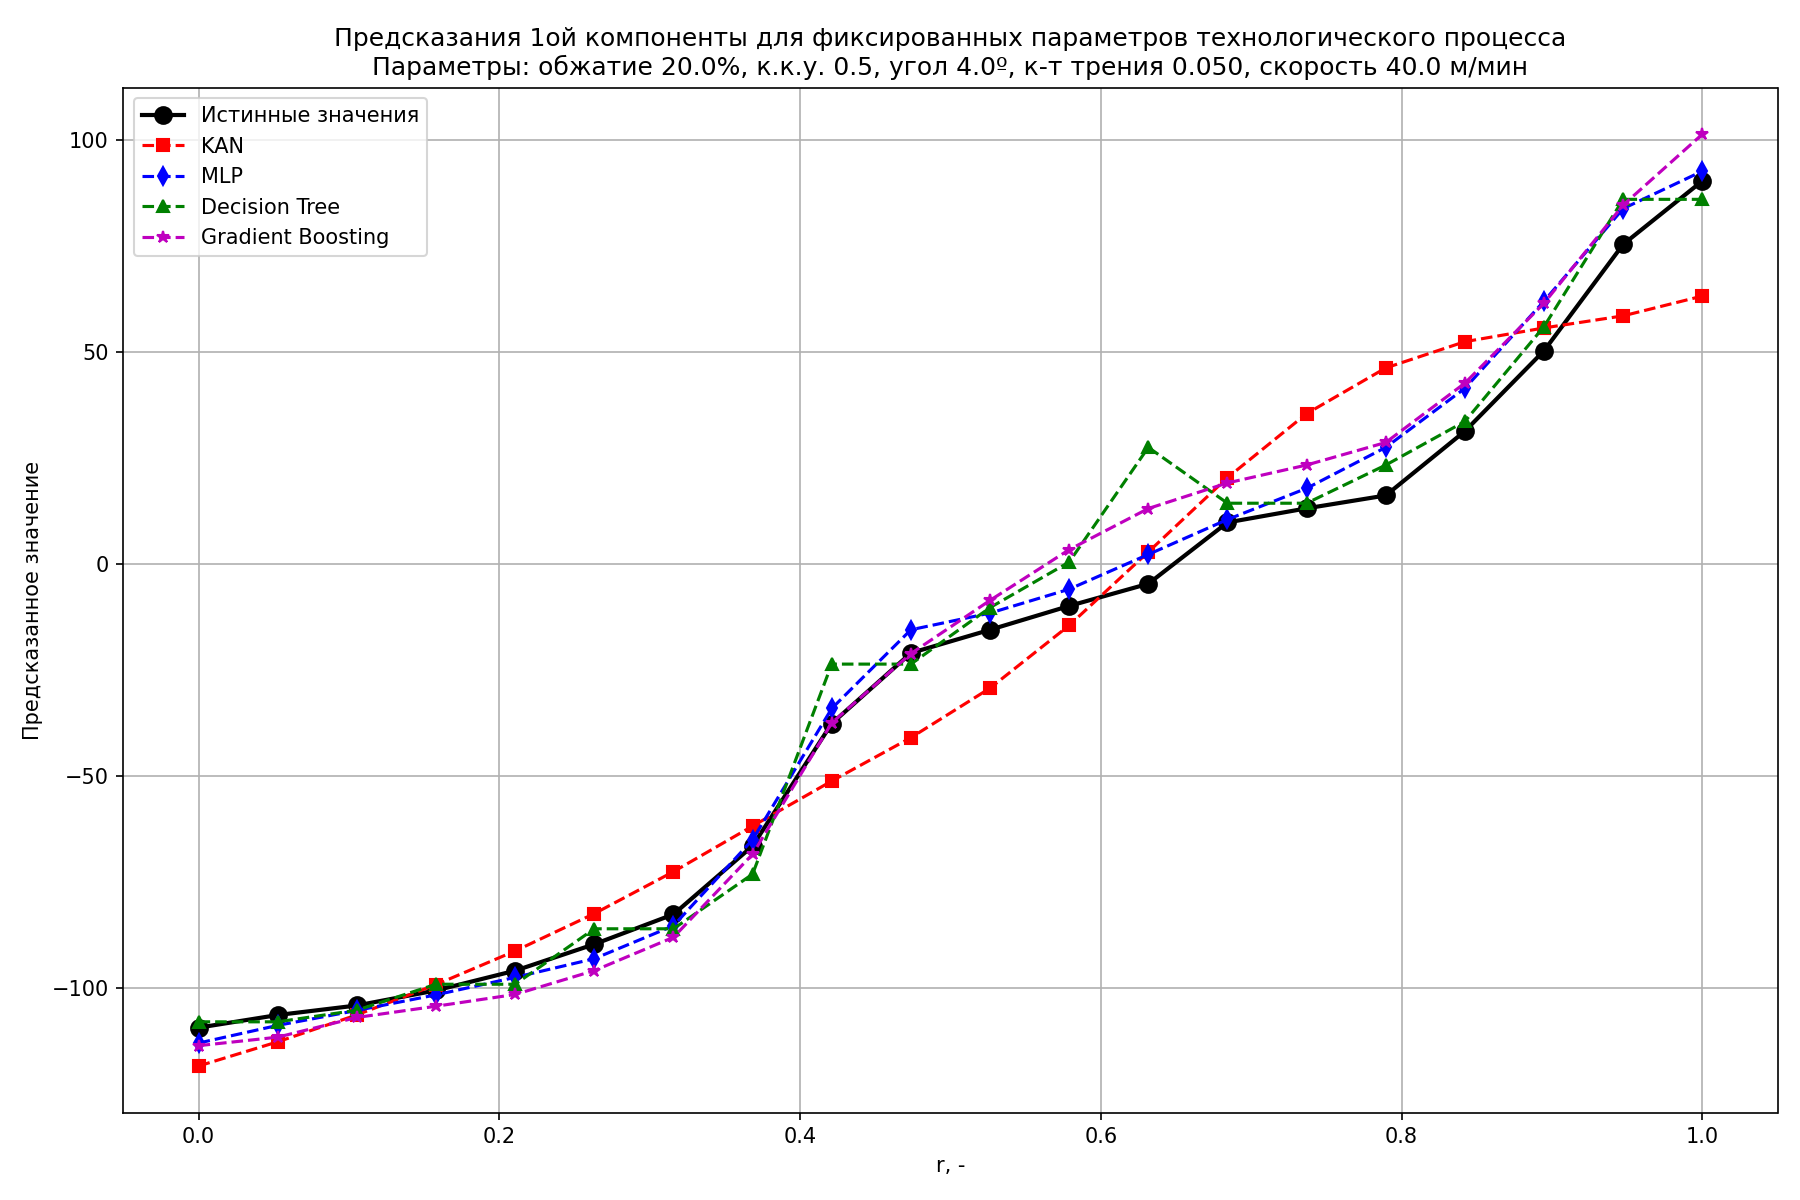 Предсказания 1ой компоненты для фиксированных параметров технологического процесса
Параметры: обжатие 20.0%, к.к.у. 0.5, угол 4.0º, к-т трения 0.050, скорость 40.0 м/мин
Истинные значения
KAN
MLP
Decision Tree
Gradient Boosting
Предсказанное значение
100
50
0
−50
−100
0.0 0.2 0.4 0.6 0.8 1.0
r, -